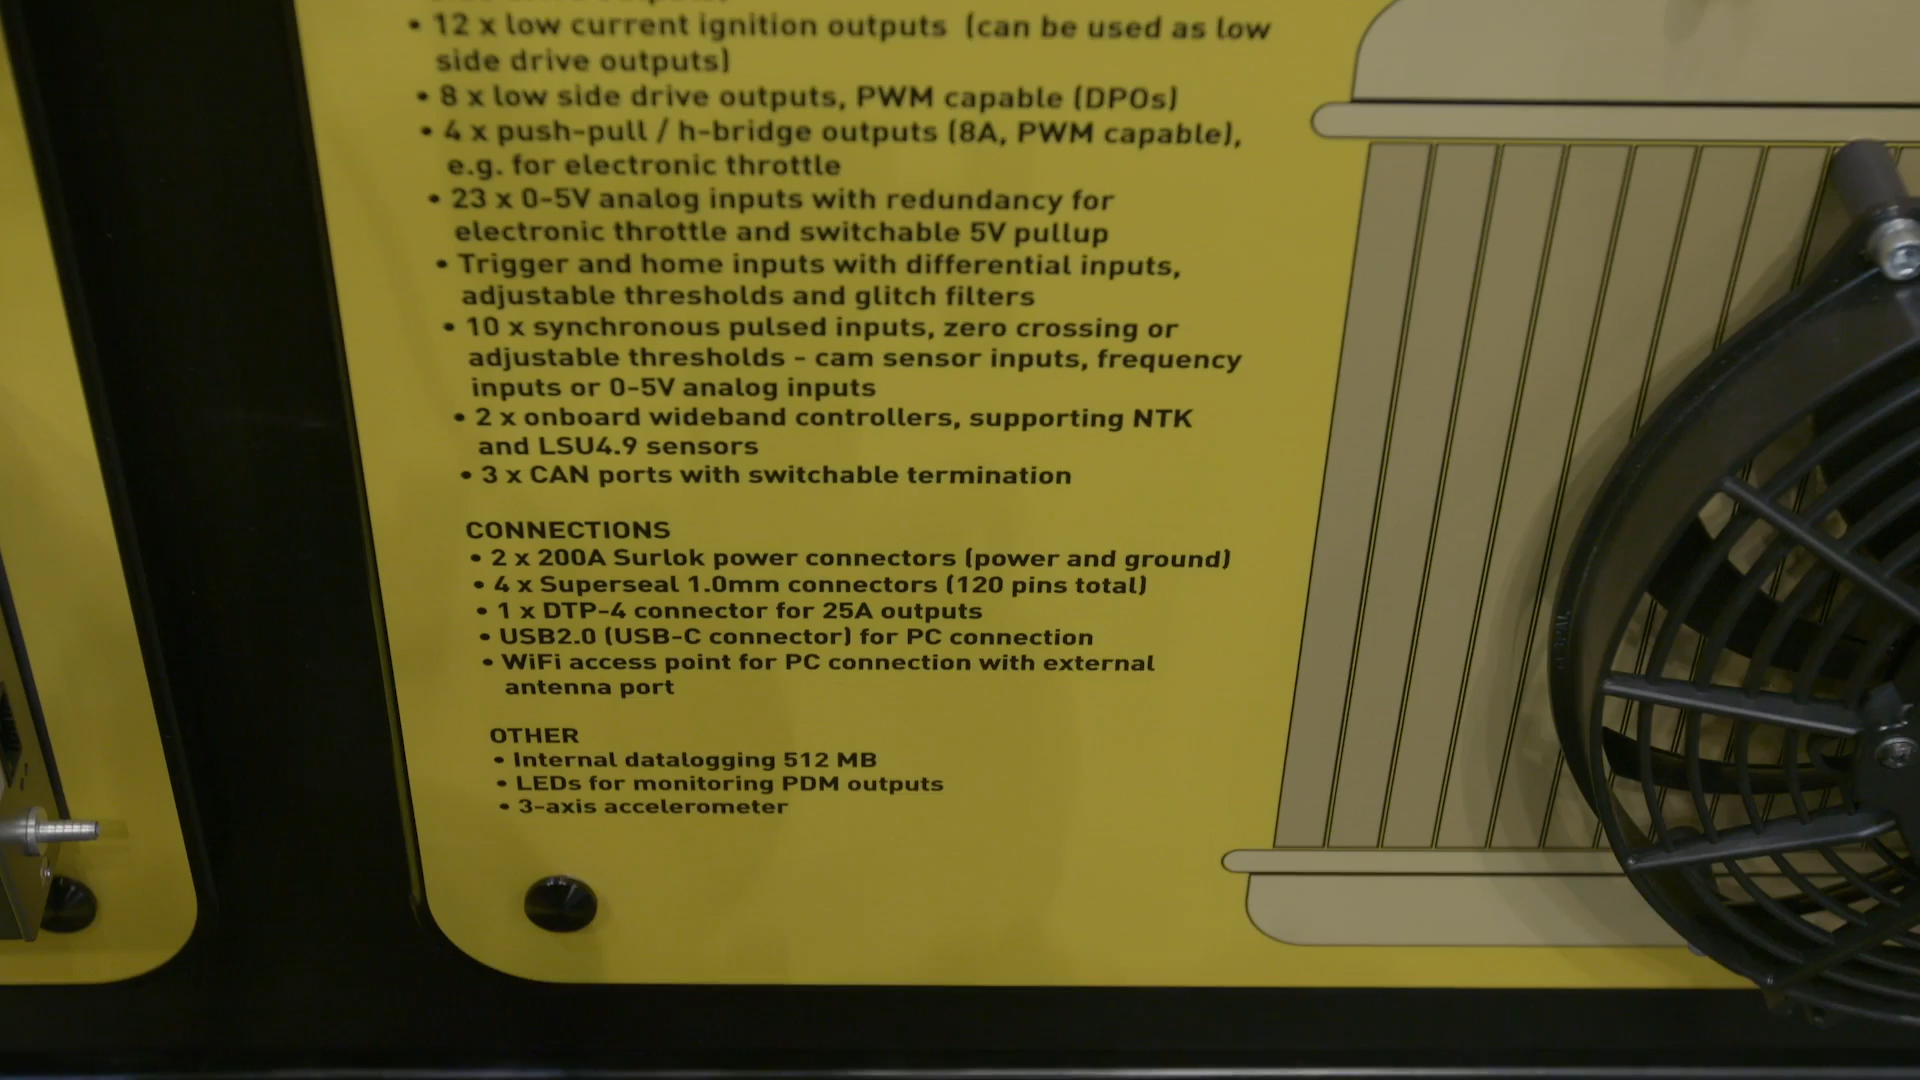 • 12 x low current ignition outputs (can be used as low
side drive outputs)
• 8 x low side drive outputs, PWM capable (DPOs)
• 4 x push-pull / h-bridge outputs (8A, PWM capable),
e.g. for electronic throttle
• 23 x 0-5V analog inputs with redundancy for
electronic throttle and switchable 5V pullup
• Trigger and home inputs with differential inputs,
adjustable thresholds and glitch filters
• 10 x synchronous pulsed inputs, zero crossing or
adjustable thresholds - cam sensor inputs, frequency
inputs or 0-5V analog inputs
• 2 x onboard wideband controllers, supporting NTK
and LSU4.9 sensors
• 3 x CAN ports with switchable termination
CONNECTIONS
• 2 x 200A Surlok power connectors (power and ground)
• 4 x Superseal 1.0mm connectors (120 pins total)
• 1 x DTP-4 connector for 25A outputs
• USB2.0 (USB-C connector) for PC connection
• WiFi access point for PC connection with external
antenna port
OTHER
• Internal datalogging 512 MB
• LEDs for monitoring PDM outputs
• 3-axis accelerometer